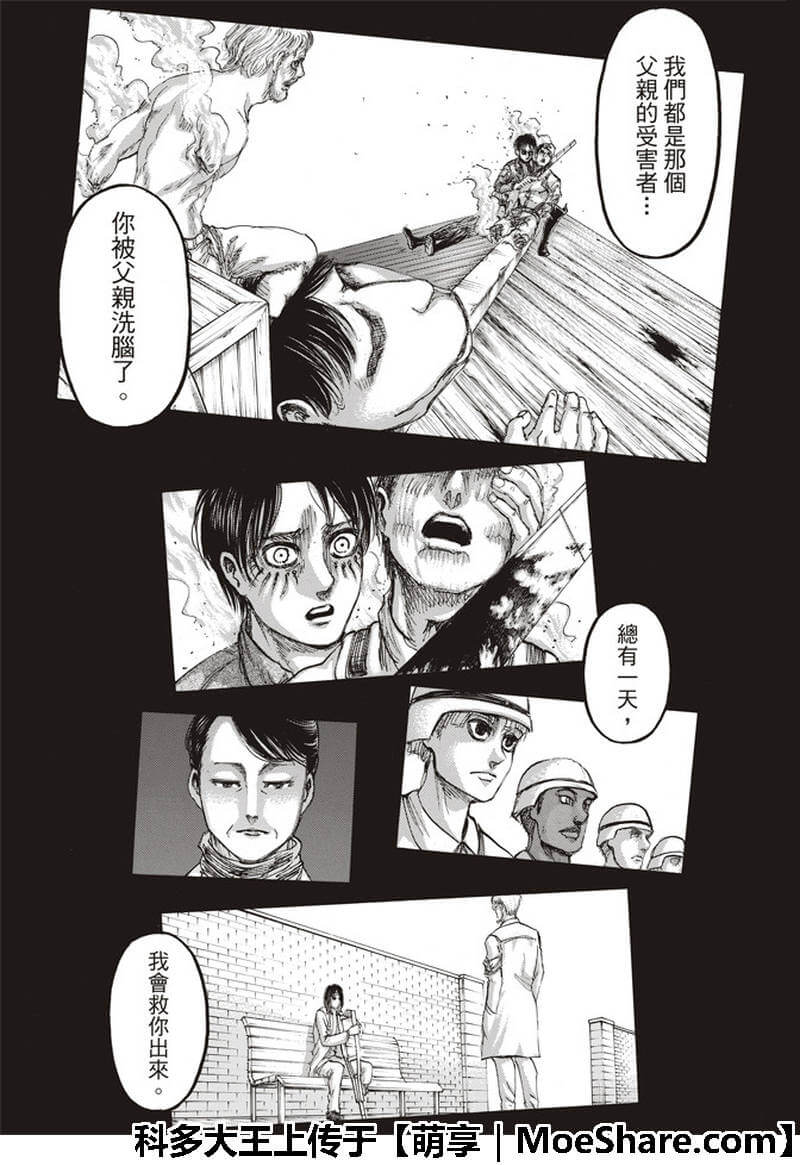 我們都是那個
父親的受害者…
你被父親洗腦了。
總有一天，
我會救你出來。
科多大王上传于【萌享 | MoeShare.com】